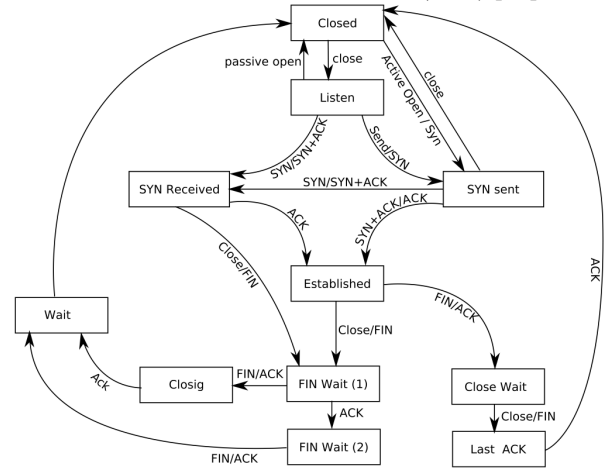 Closed
passive open
close
Active Open / Syn
close
Listen
SYN/SYN+ACK
Send/SYN
SYN Received
SYN/SYN+ACK
SYN sent
ACK
SYN+ACK/ACK
Close/FIN
Established
ACK
Wait
Close/FIN
FIN/ACK
Ack
Closig
FIN/ACK
FIN Wait (1)
Close Wait
ACK
Close/FIN
FIN/ACK
FIN Wait (2)
Last ACK